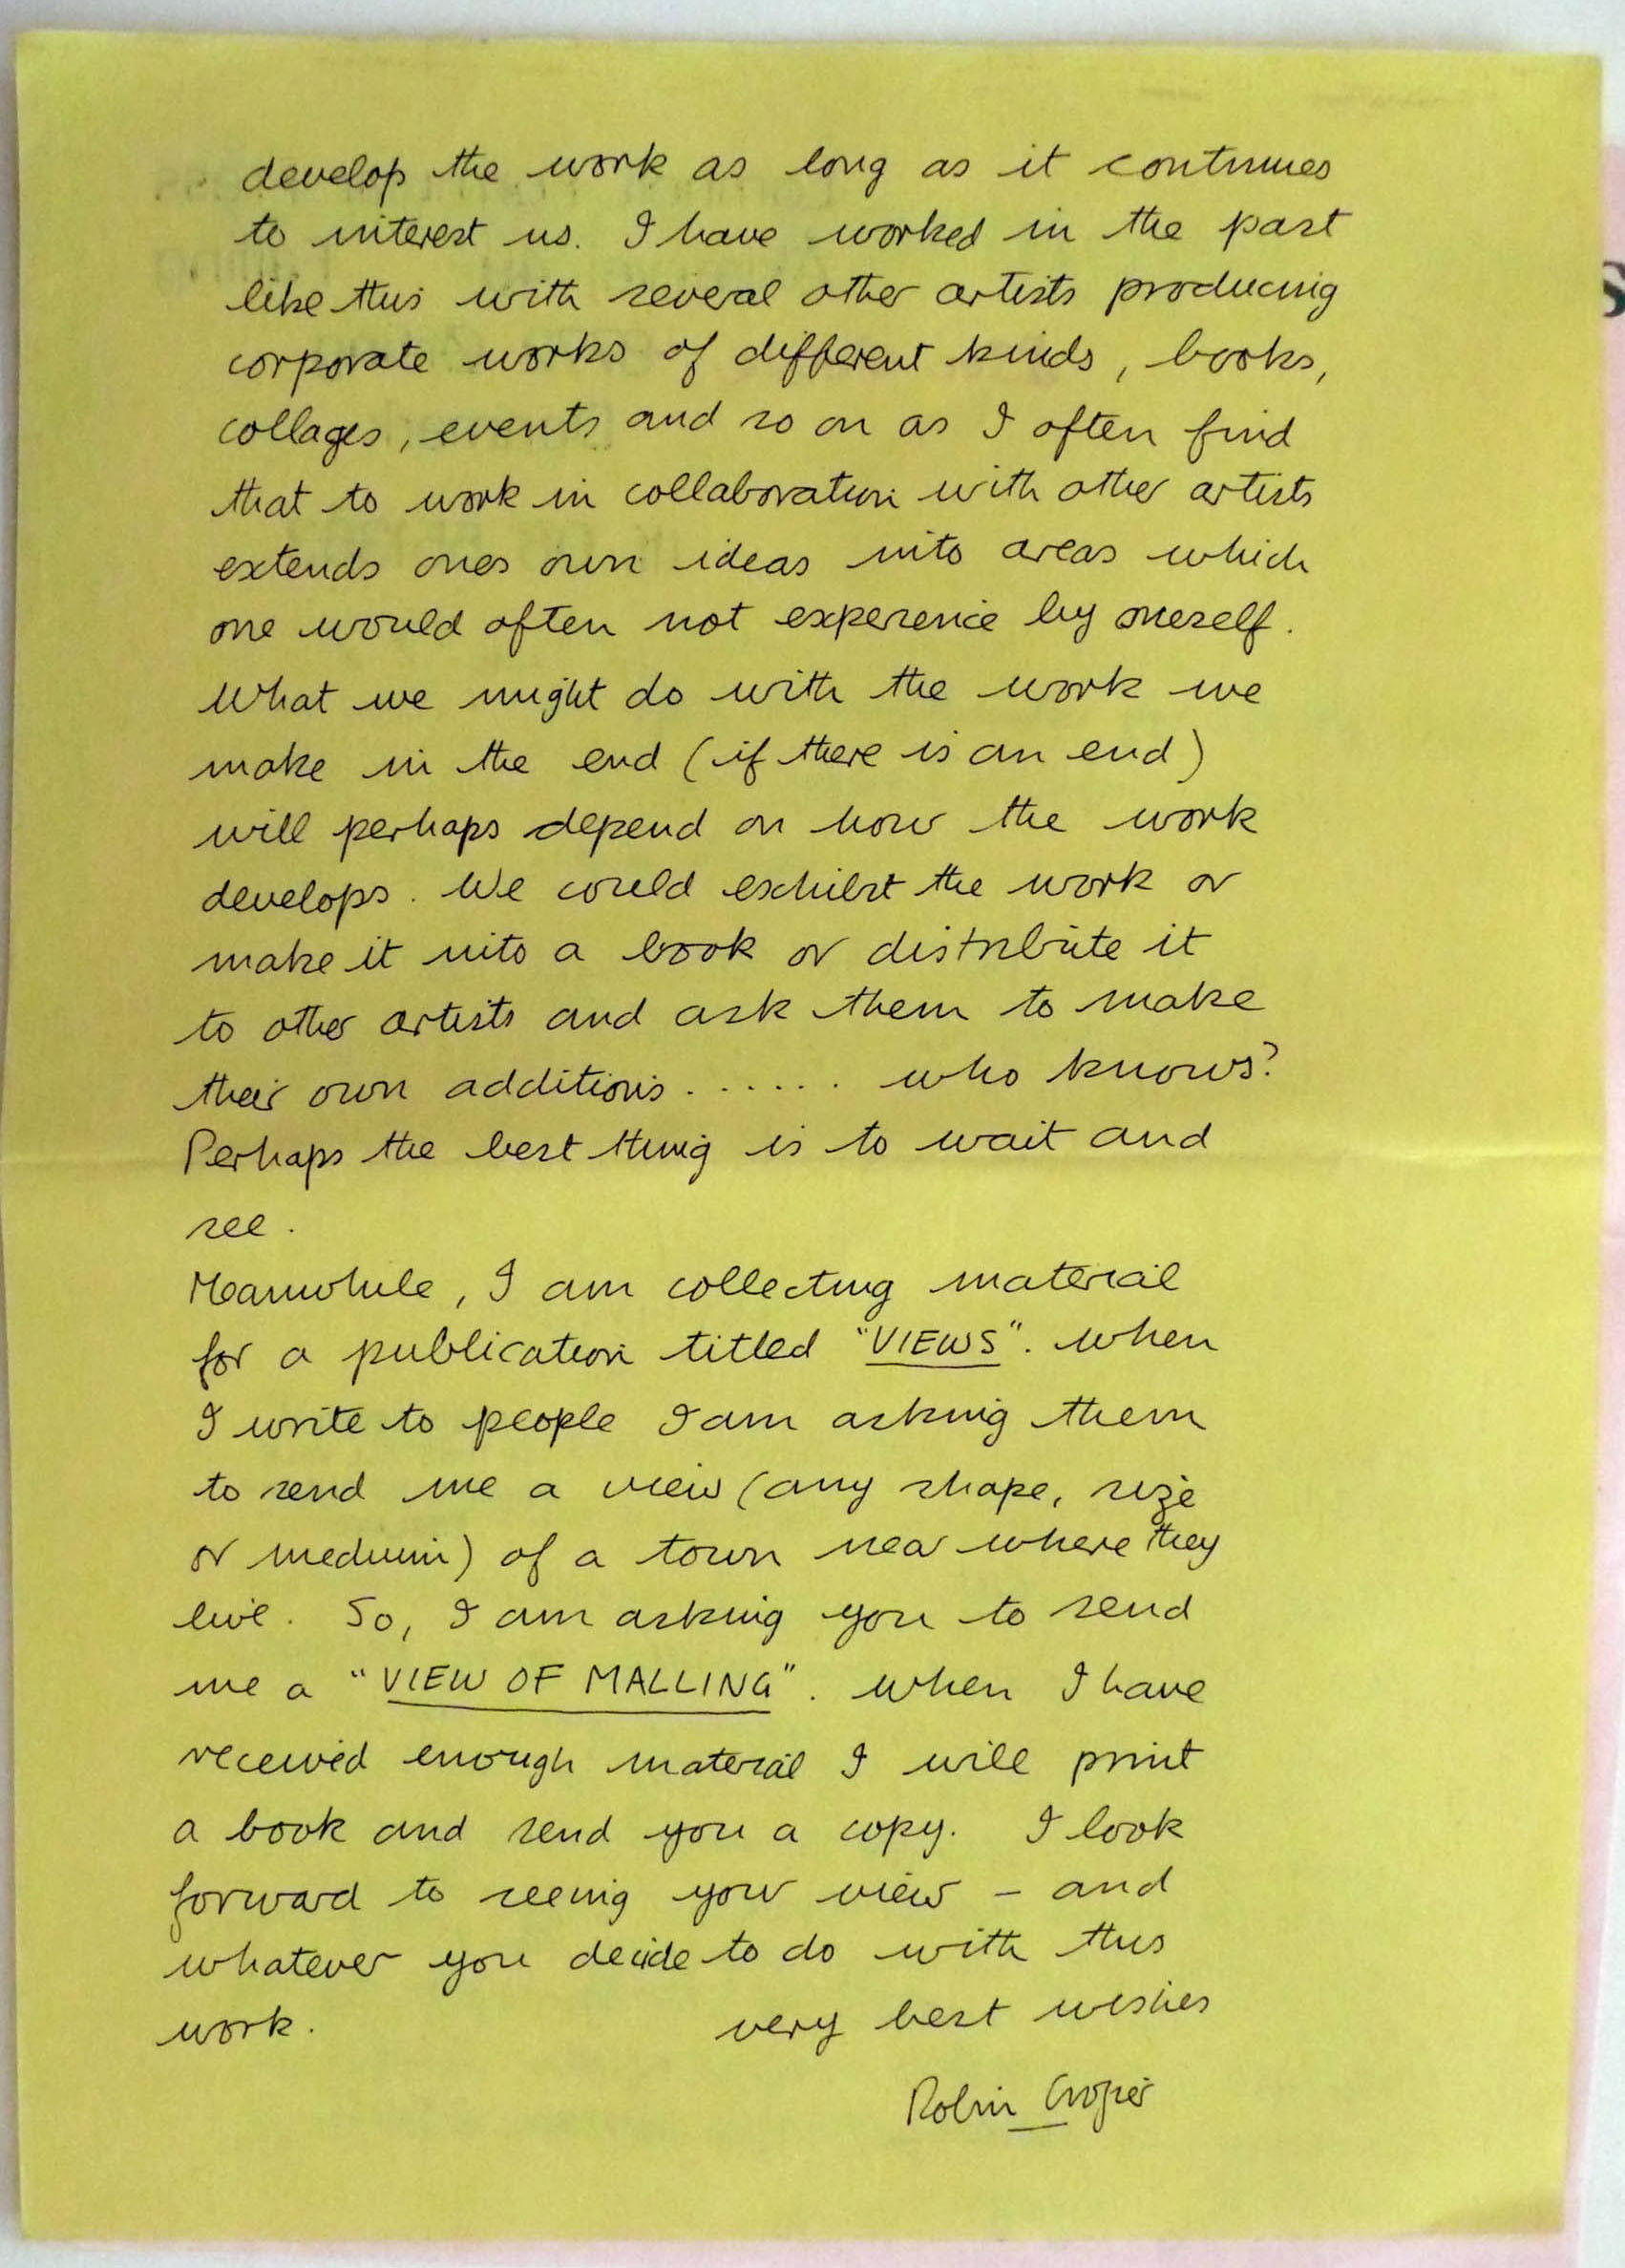 develop the work as long as it continues
to interest us. I have worked in the past
like this with several other artists producing
corporate works of different kinds, books,
collages, events and so on as I often find
that to work in collaboration with other artists
extends ones own ideas into areas which
one would often not experience by oneself.
What we might do with the work we
make in the end (if there is an end)
will perhaps depend on how the work
develops. We could exhibit the work or
make it into a book or distribute it
to other artists and ask them to make
their own additions ...... who knows?
Perhaps the best thing is to wait and
see.
Meanwhile, I am collecting material
for a publication titled "VIEWS". When
I write to people I am asking them
to send me a view (any shape, size
or medium) of a town near where they
live. So, I am asking you to send
me a "VIEW OF MALLING". When I have
received enough material I will print
a book and send you a copy. I look
forward to seeing your view – and
whatever you decide to do with this
work. very best wishes
Robin Crozier
S